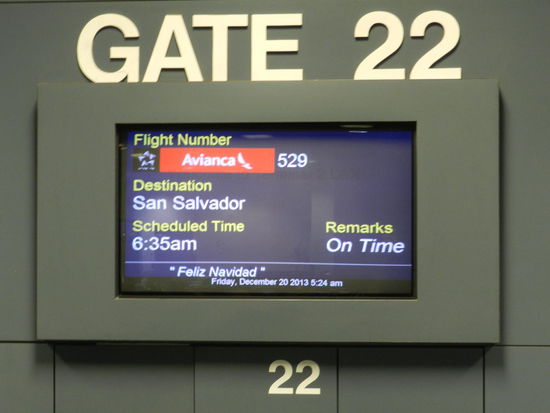 GATE 22
Flight Number
Avianca 529
Destination
San Salvador
Scheduled Time
6:35am
Remarks
On Time
" Feliz Navidad "
Friday, December 20 2013 5:24 am
22